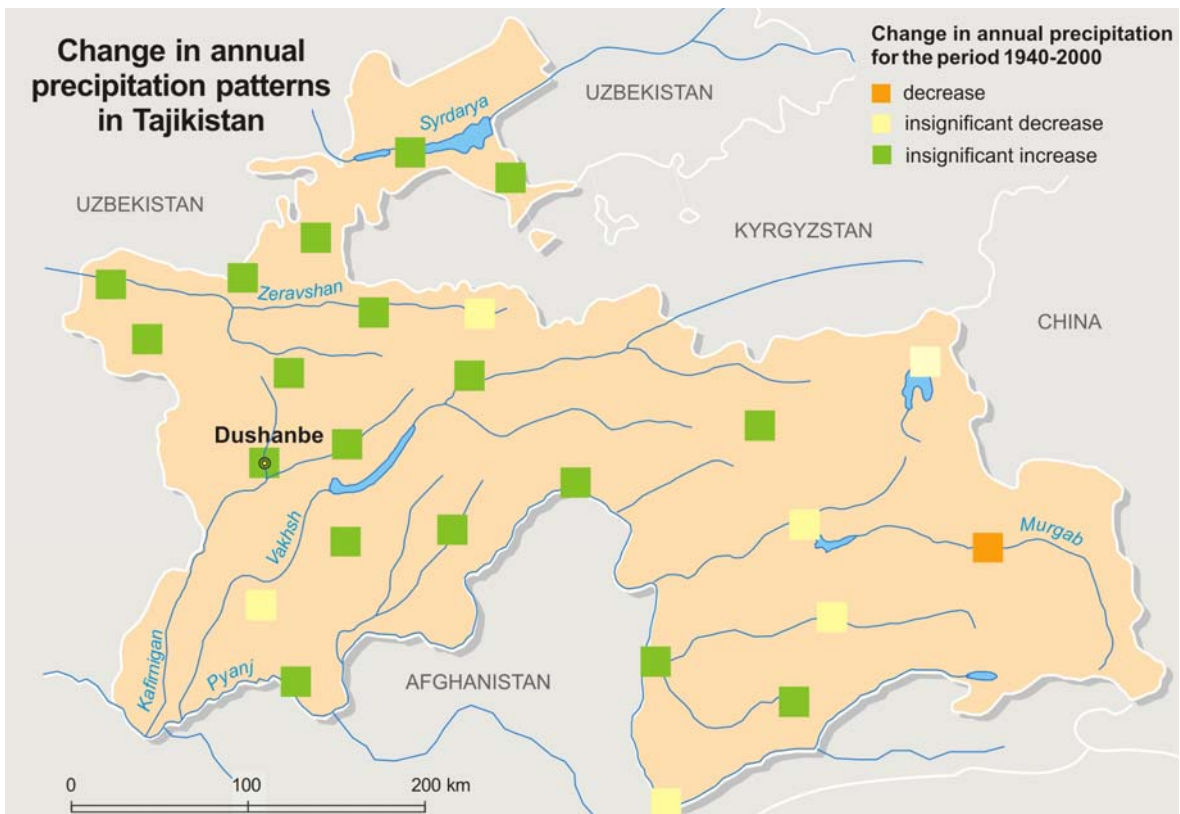 Change in annual
precipitation patterns
in Tajikistan
Change in annual precipitation
for the period 1940-2000
decrease
insignificant decrease
insignificant increase
UZBEKISTAN
Syrdarya
UZBEKISTAN
KYRGYZSTAN
Zeravshan
CHINA
Dushanbe
Vakhsh
Murgab
Kafirnigan
Pyanj
AFGHANISTAN
0 100 200 km